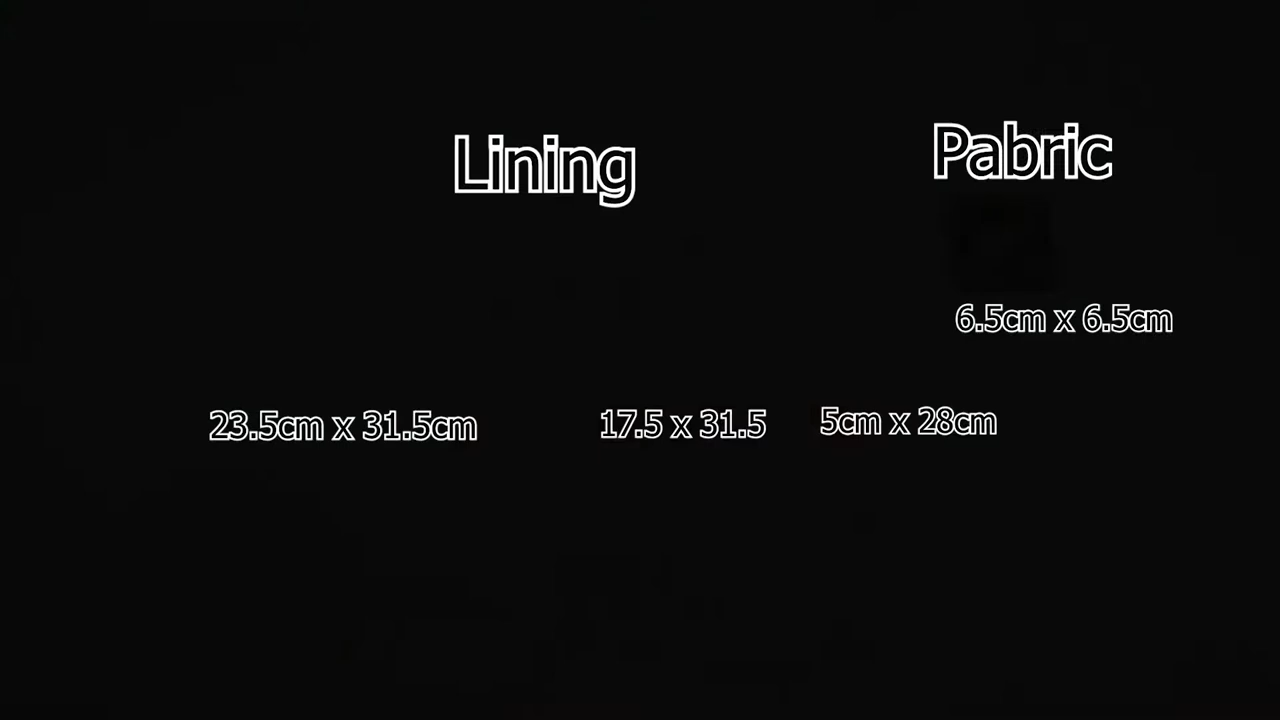 Lining
Pabric
6.5cm x 6.5cm
23.5cm x 31.5cm
17.5 x 31.5
5cm x 28cm